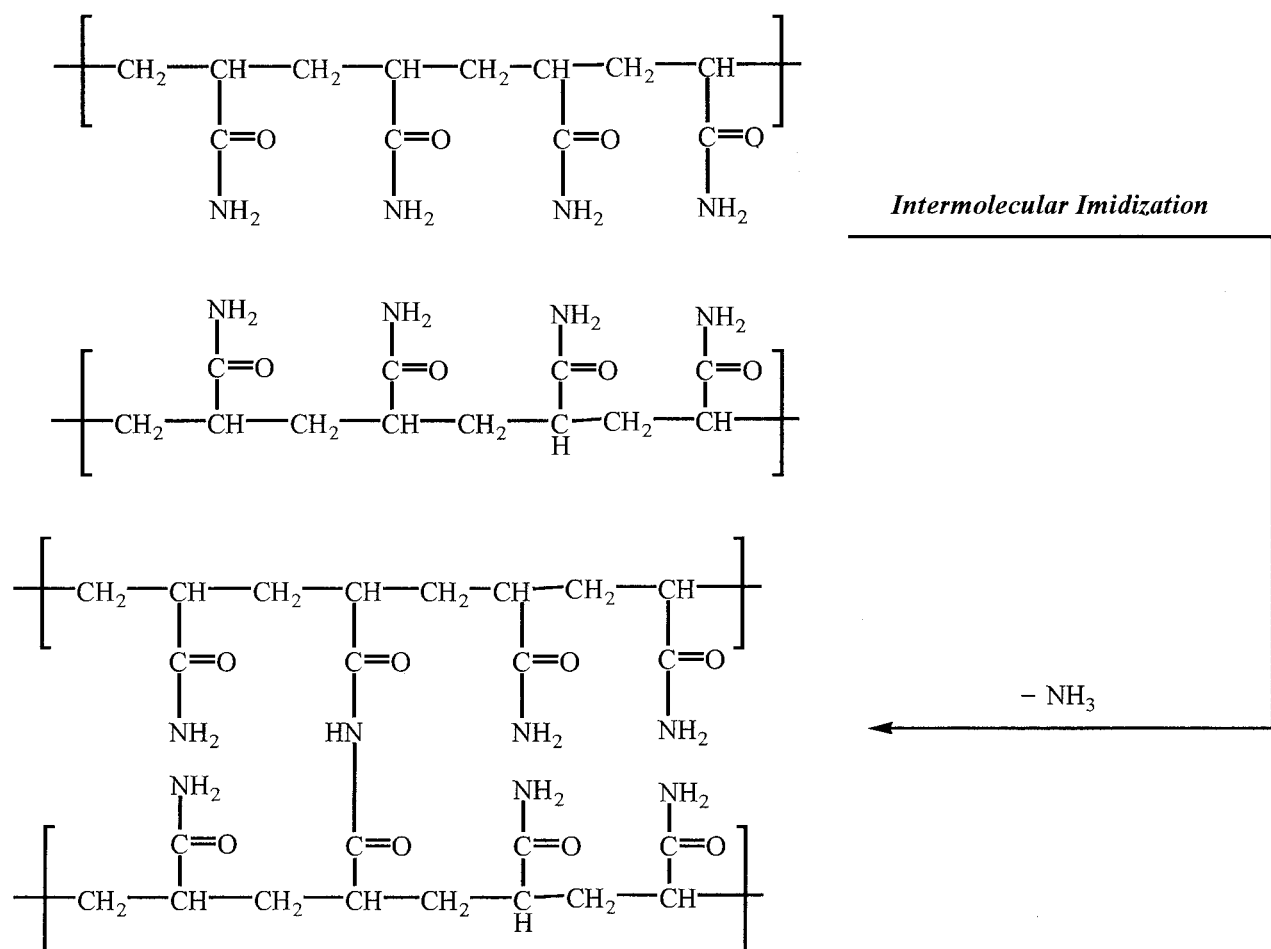 CH₂ CH CH₂ CH CH₂ CH CH₂ CH
C=O C=O C=O C=O
NH₂ NH₂ NH₂ NH₂
Intermolecular Imidization
NH₂ NH₂ NH₂ NH₂
C=O C=O C=O C=O
CH₂ CH CH₂ CH CH₂ C CH₂ CH
H
CH₂ CH CH₂ CH CH₂ CH CH₂ CH
C=O C=O C=O C=O
− NH₃
NH₂ HN NH₂ NH₂
NH₂ NH₂ NH₂
C=O C=O C=O C=O
CH₂ CH CH₂ CH CH₂ C CH₂ CH
H